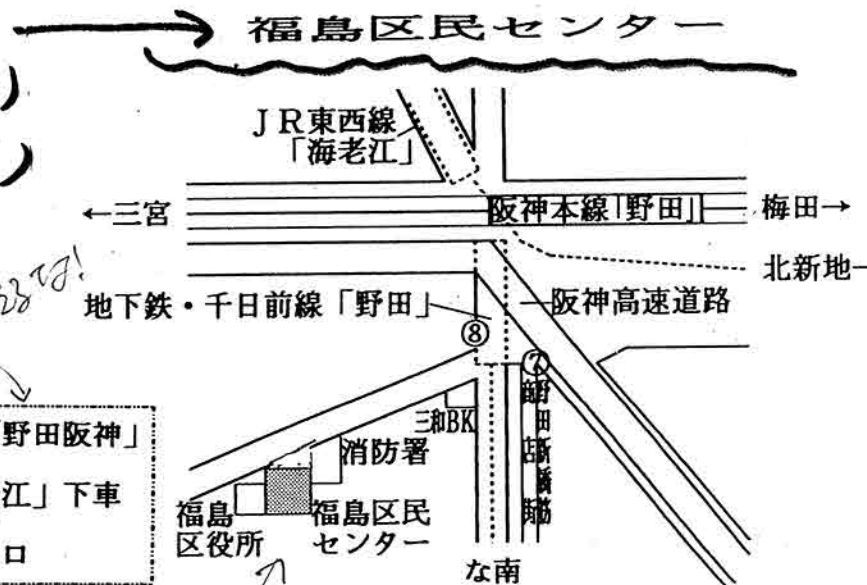 福島区民センター
JR東西線
「海老江」
←三宮
阪神本線「野田」
梅田→
北新地
地下鉄・千日前線「野田」
阪神高速道路
⑧
⑦
三和BK
消防署
野田阪神」
江」下車
口
福島
区役所
福島区民
センター
な南